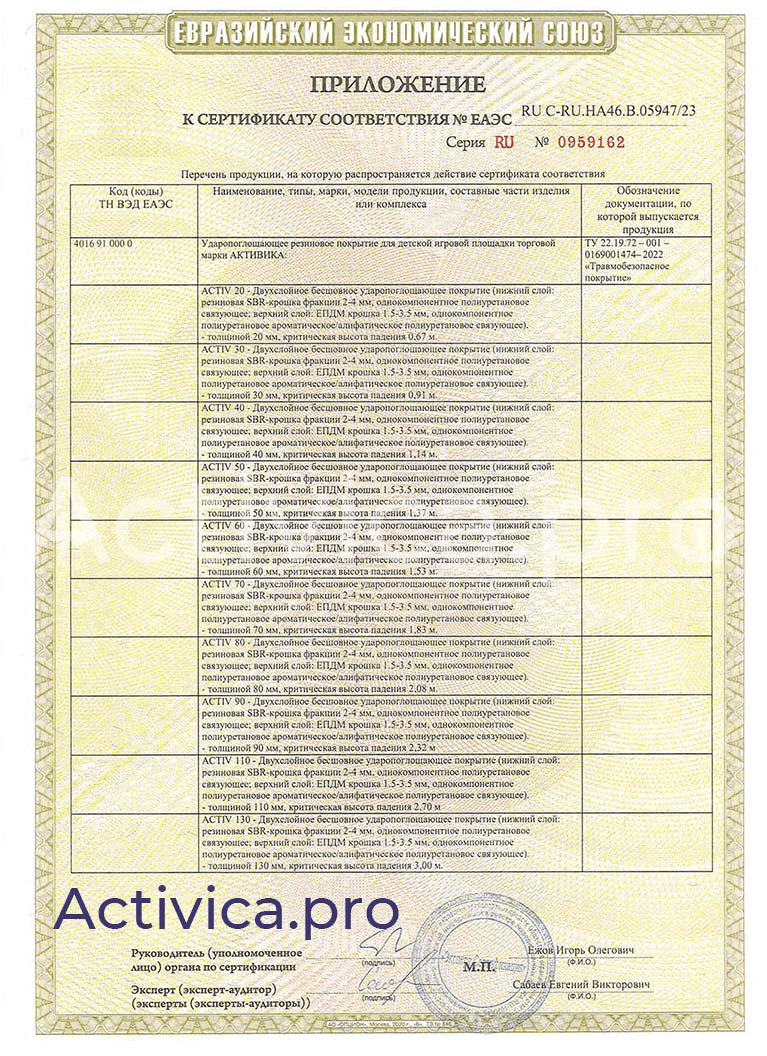 ЕВРАЗИЙСКИЙ ЭКОНОМИЧЕСКИЙ СОЮЗ
ПРИЛОЖЕНИЕ
К СЕРТИФИКАТУ СООТВЕТСТВИЯ № ЕАЭС RU C-RU.HA46.B.05947/23
Серия RU № 0959162
Перечень продукции, на которую распространяется действие сертификата соответствия
Код (коды)
ТН ВЭД ЕАЭС
Наименование, типы, марки, модели продукции, составные части изделия
или комплекса
Обозначение
документации, по
которой выпускается
продукция
4016 91 000 0
Ударопоглощающее резиновое покрытие для детской игровой площадки торговой
марки АКТИВИКА:
ТУ 22.19.72 – 001 –
0169001474– 2022
«Травмобезопасное
покрытие»
ACTIV 20 - Двухслойное бесшовное ударопоглощающее покрытие (нижний слой:
резиновая SBR-крошка фракции 2-4 мм, однокомпонентное полиуретановое
связующее; верхний слой: ЕПДМ крошка 1.5-3.5 мм, однокомпонентное
полиуретановое ароматическое/алифатическое полиуретановое связующее).
- толщиной 20 мм, критическая высота падения 0,67 м.
ACTIV 30 - Двухслойное бесшовное ударопоглощающее покрытие (нижний слой:
резиновая SBR-крошка фракции 2-4 мм, однокомпонентное полиуретановое
связующее; верхний слой: ЕПДМ крошка 1.5-3.5 мм, однокомпонентное
полиуретановое ароматическое/алифатическое полиуретановое связующее).
- толщиной 30 мм, критическая высота падения 0,91 м.
ACTIV 40 - Двухслойное бесшовное ударопоглощающее покрытие (нижний слой:
резиновая SBR-крошка фракции 2-4 мм, однокомпонентное полиуретановое
связующее; верхний слой: ЕПДМ крошка 1.5-3.5 мм, однокомпонентное
полиуретановое ароматическое/алифатическое полиуретановое связующее).
- толщиной 40 мм, критическая высота падения 1,14 м.
ACTIV 50 - Двухслойное бесшовное ударопоглощающее покрытие (нижний слой:
резиновая SBR-крошка фракции 2-4 мм, однокомпонентное полиуретановое
связующее; верхний слой: ЕПДМ крошка 1.5-3.5 мм, однокомпонентное
полиуретановое ароматическое/алифатическое полиуретановое связующее).
- толщиной 50 мм, критическая высота падения 1,37 м.
ACTIV 60 - Двухслойное бесшовное ударопоглощающее покрытие (нижний слой:
резиновая SBR-крошка фракции 2-4 мм, однокомпонентное полиуретановое
связующее; верхний слой: ЕПДМ крошка 1.5-3.5 мм, однокомпонентное
полиуретановое ароматическое/алифатическое полиуретановое связующее).
- толщиной 60 мм, критическая высота падения 1,53 м.
ACTIV 70 - Двухслойное бесшовное ударопоглощающее покрытие (нижний слой:
резиновая SBR-крошка фракции 2-4 мм, однокомпонентное полиуретановое
связующее; верхний слой: ЕПДМ крошка 1.5-3.5 мм, однокомпонентное
полиуретановое ароматическое/алифатическое полиуретановое связующее).
- толщиной 70 мм, критическая высота падения 1,83 м.
ACTIV 80 - Двухслойное бесшовное ударопоглощающее покрытие (нижний слой:
резиновая SBR-крошка фракции 2-4 мм, однокомпонентное полиуретановое
связующее; верхний слой: ЕПДМ крошка 1.5-3.5 мм, однокомпонентное
полиуретановое ароматическое/алифатическое полиуретановое связующее).
- толщиной 80 мм, критическая высота падения 2,08 м.
ACTIV 90 - Двухслойное бесшовное ударопоглощающее покрытие (нижний слой:
резиновая SBR-крошка фракции 2-4 мм, однокомпонентное полиуретановое
связующее; верхний слой: ЕПДМ крошка 1.5-3.5 мм, однокомпонентное
полиуретановое ароматическое/алифатическое полиуретановое связующее).
- толщиной 90 мм, критическая высота падения 2,32 м
ACTIV 110 - Двухслойное бесшовное ударопоглощающее покрытие (нижний слой:
резиновая SBR-крошка фракции 2-4 мм, однокомпонентное полиуретановое
связующее; верхний слой: ЕПДМ крошка 1.5-3.5 мм, однокомпонентное
полиуретановое ароматическое/алифатическое полиуретановое связующее).
- толщиной 110 мм, критическая высота падения 2,70 м
ACTIV 130 - Двухслойное бесшовное ударопоглощающее покрытие (нижний слой:
резиновая SBR-крошка фракции 2-4 мм, однокомпонентное полиуретановое
связующее; верхний слой: ЕПДМ крошка 1.5-3.5 мм, однокомпонентное
полиуретановое ароматическое/алифатическое полиуретановое связующее).
- толщиной 130 мм, критическая высота падения 3,00 м.
Activica.pro
Activica.pro
Руководитель (уполномоченное
лицо) органа по сертификации
(подпись)
М.П.
Ежов Игорь Олегович
(Ф.И.О.)
Эксперт (эксперт-аудитор)
(эксперты (эксперты-аудиторы))
(подпись)
Сабаев Евгений Викторович
(Ф.И.О.)